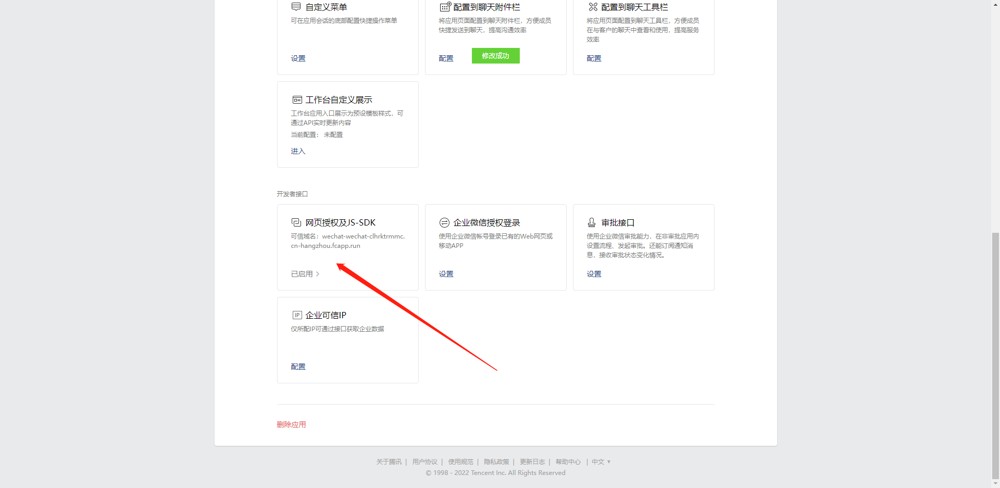 自定义菜单
可在应用会话的底部配置快捷操作菜单
设置
配置到聊天附件栏
将应用页面配置到聊天附件栏，方便成员
快捷发送到聊天，提高沟通效率
配置
修改成功
配置到聊天工具栏
将应用页面配置到聊天工具栏，方便成员
在与客户的聊天中查看和使用，提高服务
效率
配置
工作台自定义展示
工作台应用入口展示为预设模板样式，可
通过API实时更新内容
当前配置： 未配置
进入
开发者接口
网页授权及JS-SDK
可信域名：wechat-wechat-clhrktrmmc.
cn-hangzhou.fcapp.run
已启用 >
企业微信授权登录
使用企业微信帐号登录已有的Web网页或
移动APP
设置
审批接口
使用企业微信审批能力，在非审批应用内
设置流程、发起审批。还能订阅通知消
息，接收审批状态变化情况。
设置
IP 企业可信IP
仅所配IP可通过接口获取企业数据
配置
删除应用
关于腾讯 | 用户协议 | 使用规范 | 隐私政策 | 更新日志 | 帮助中心 | 中文 ▼
© 1998 - 2022 Tencent Inc. All Rights Reserved